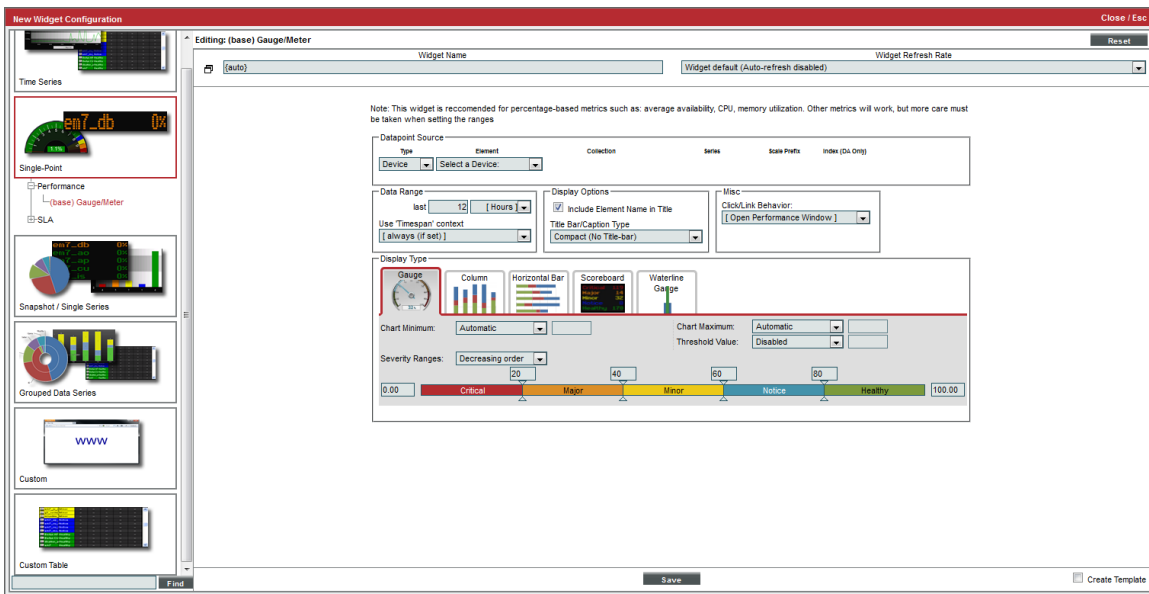 New Widget Configuration
Close / Esc
Editing: (base) Gauge/Meter
Reset
Widget Name
Widget Refresh Rate
{auto}
Widget default (Auto-refresh disabled)
Time Series
em7_db 0%
1.1%
Single-Point
Performance
(base) Gauge/Meter
SLA
em7_db 0%
Snapshot / Single Series
Grouped Data Series
www
Custom
Custom Table
Find
Note: This widget is reccomended for percentage-based metrics such as: average availability, CPU, memory utilization. Other metrics will work, but more care must
be taken when setting the ranges
Datapoint Source
Type Element Collection Series Scale Prefix Index (DA Only)
Device Select a Device:
Data Range
last 12 [ Hours ]
Use 'Timespan' context
[ always (if set) ]
Display Options
Include Element Name in Title
Title Bar/Caption Type
Compact (No Title-bar)
Misc
Click/Link Behavior:
[ Open Performance Window ]
Display Type
Gauge Column Horizontal Bar Scoreboard Waterline
Gauge
Chart Minimum: Automatic
Chart Maximum: Automatic
Threshold Value: Disabled
Severity Ranges: Decreasing order
20 40 60 80
0.00 Critical Major Minor Notice Healthy 100.00
Save
Create Template